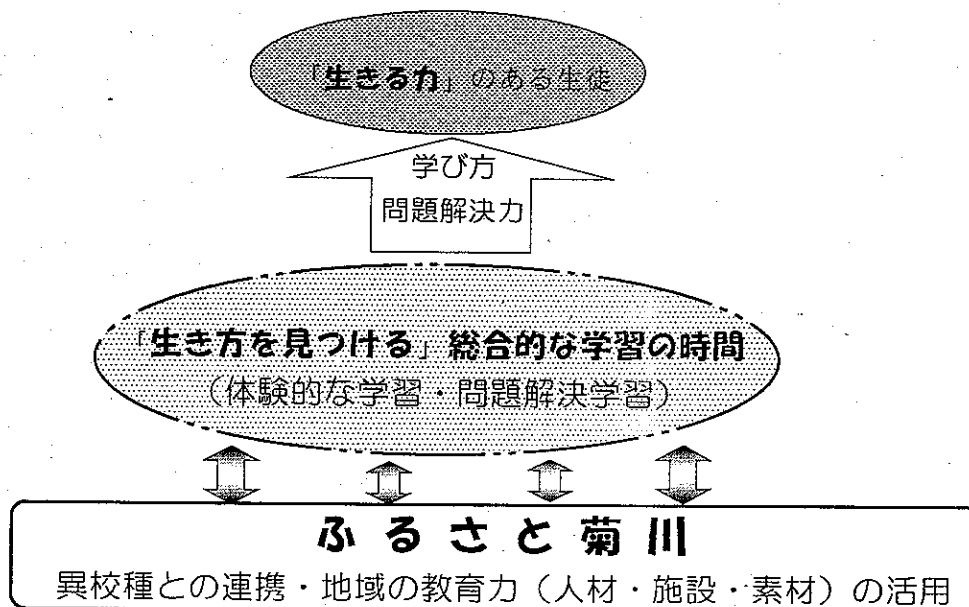 「生きる力」のある生徒
学び方
問題解決力
「生き方を見つける」総合的な学習の時間
（体験的な学習・問題解決学習）
ふるさと菊川
異校種との連携・地域の教育力（人材・施設・素材）の活用